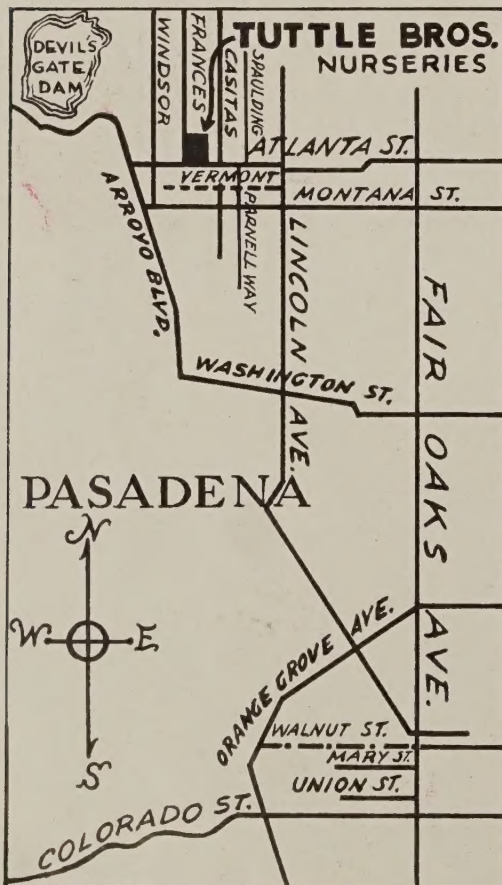 DEVIL'S
GATE
DAM
WINDSOR
FRANCES
CASITAS
SPAULDING
TUTTLE BROS.
NURSERIES
ATLANTA ST.
VERMONT
MONTANA ST.
PARNELL WAY
ARROYO BLVD.
LINCOLN AVE.
FAIR OAKS AVE.
WASHINGTON ST.
PASADENA
N
W
E
S
ORANGE GROVE AVE.
WALNUT ST.
MARY ST.
UNION ST.
COLORADO ST.